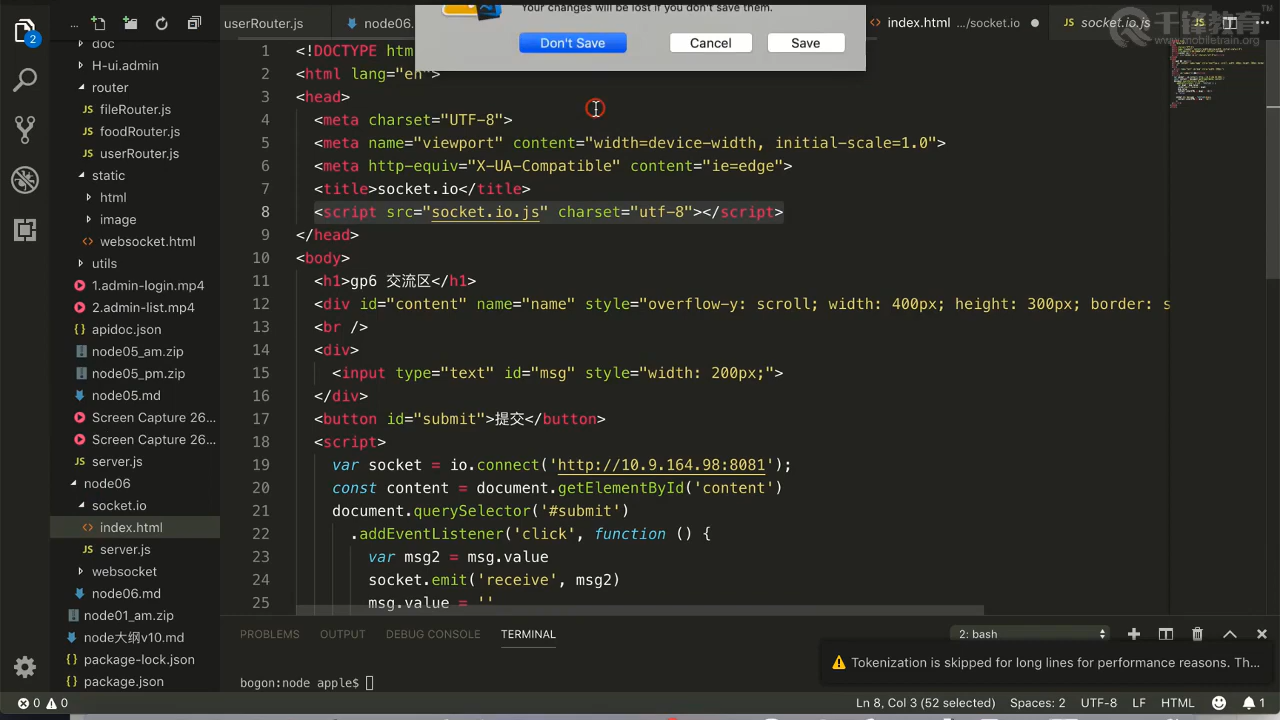 Your changes will be lost if you don't save them.
Don't Save
Cancel
Save
userRouter.js
node06.
index.html .../socket.io
socket.io.js
千锋教育
www.mobiletrain.org
2
doc
H-ui.admin
router
fileRouter.js
foodRouter.js
userRouter.js
static
html
image
websocket.html
utils
1.admin-login.mp4
2.admin-list.mp4
apidoc.json
node05_am.zip
node05_pm.zip
node05.md
Screen Capture 26...
Screen Capture 26...
server.js
node06
socket.io
index.html
server.js
websocket
node06.md
node01_am.zip
node大纲v10.md
package-lock.json
package.json
1 <!DOCTYPE htm
2 <html lang="en">
3 <head>
4 <meta charset="UTF-8">
5 <meta name="viewport" content="width=device-width, initial-scale=1.0">
6 <meta http-equiv="X-UA-Compatible" content="ie=edge">
7 <title>socket.io</title>
8 <script src="socket.io.js" charset="utf-8"></script>
9 </head>
10 <body>
11 <h1>gp6 交流区</h1>
12 <div id="content" name="name" style="overflow-y: scroll; width: 400px; height: 300px; border: s
13 <br />
14 <div>
15 <input type="text" id="msg" style="width: 200px;">
16 </div>
17 <button id="submit">提交</button>
18 <script>
19 var socket = io.connect('http://10.9.164.98:8081');
20 const content = document.getElementById('content')
21 document.querySelector('#submit')
22 .addEventListener('click', function () {
23 var msg2 = msg.value
24 socket.emit('receive', msg2)
25 msg.value = ''
PROBLEMS OUTPUT DEBUG CONSOLE TERMINAL
2: bash
bogon:node apple$
Tokenization is skipped for long lines for performance reasons. Th...
0 0
Ln 8, Col 3 (52 selected) Spaces: 2 UTF-8 LF HTML 1